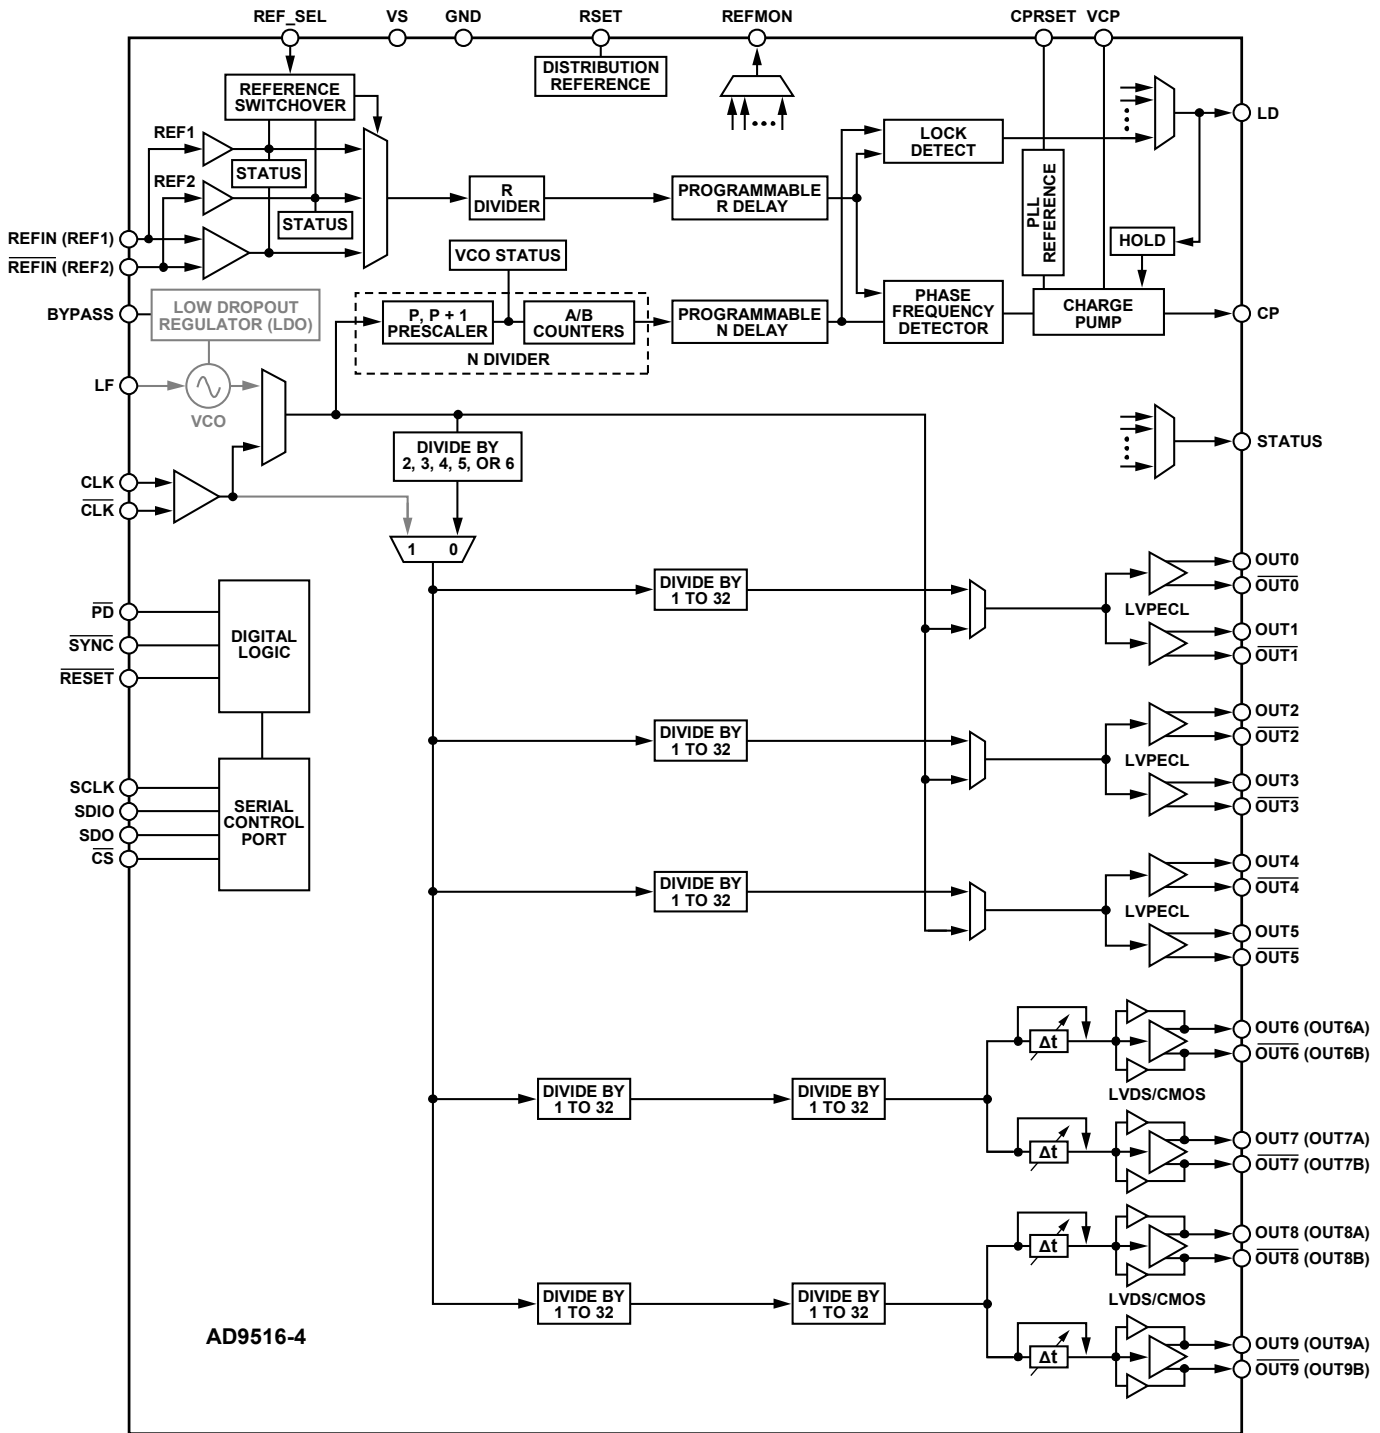 REF_SEL
VS
GND
RSET
REFMON
CPRSET
VCP
REFERENCE
SWITCHOVER
DISTRIBUTION
REFERENCE
REF1
STATUS
REF2
STATUS
REFIN (REF1)
REFIN (REF2)
BYPASS
LOW DROPOUT
REGULATOR (LDO)
LF
VCO
CLK
CLK
R
DIVIDER
PROGRAMMABLE
R DELAY
VCO STATUS
P, P + 1
PRESCALER
A/B
COUNTERS
N DIVIDER
PROGRAMMABLE
N DELAY
LOCK
DETECT
PLL
REFERENCE
HOLD
PHASE
FREQUENCY
DETECTOR
CHARGE
PUMP
LD
CP
STATUS
DIVIDE BY
2, 3, 4, 5, OR 6
1 0
PD
SYNC
RESET
DIGITAL
LOGIC
SCLK
SDIO
SDO
CS
SERIAL
CONTROL
PORT
DIVIDE BY
1 TO 32
LVPECL
OUT0
OUT0
OUT1
OUT1
DIVIDE BY
1 TO 32
LVPECL
OUT2
OUT2
OUT3
OUT3
DIVIDE BY
1 TO 32
LVPECL
OUT4
OUT4
OUT5
OUT5
DIVIDE BY
1 TO 32
DIVIDE BY
1 TO 32
Δt
Δt
LVDS/CMOS
OUT6 (OUT6A)
OUT6 (OUT6B)
OUT7 (OUT7A)
OUT7 (OUT7B)
DIVIDE BY
1 TO 32
DIVIDE BY
1 TO 32
Δt
Δt
LVDS/CMOS
OUT8 (OUT8A)
OUT8 (OUT8B)
OUT9 (OUT9A)
OUT9 (OUT9B)
AD9516-4